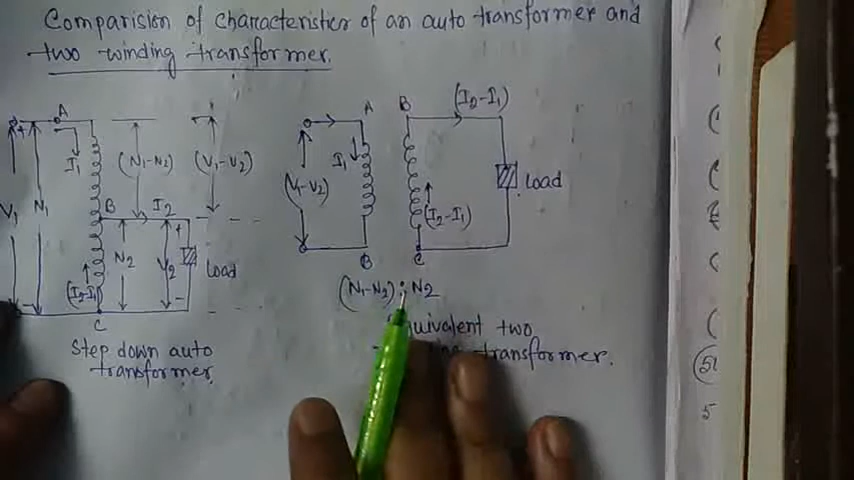 Comparision of characteristics of an auto transformer and
two winding transformer.
A
I1
(N1-N2)
(V1-V2)
V1
N1
B
I2
N2
V2
+
-
Load
(I2-I1)
C
Step down auto
transformer
A
I1
(V1-V2)
B
B
(I2-I1)
Load
(I2-I1)
C
(N1-N2) : N2
Equivalent two
transformer.